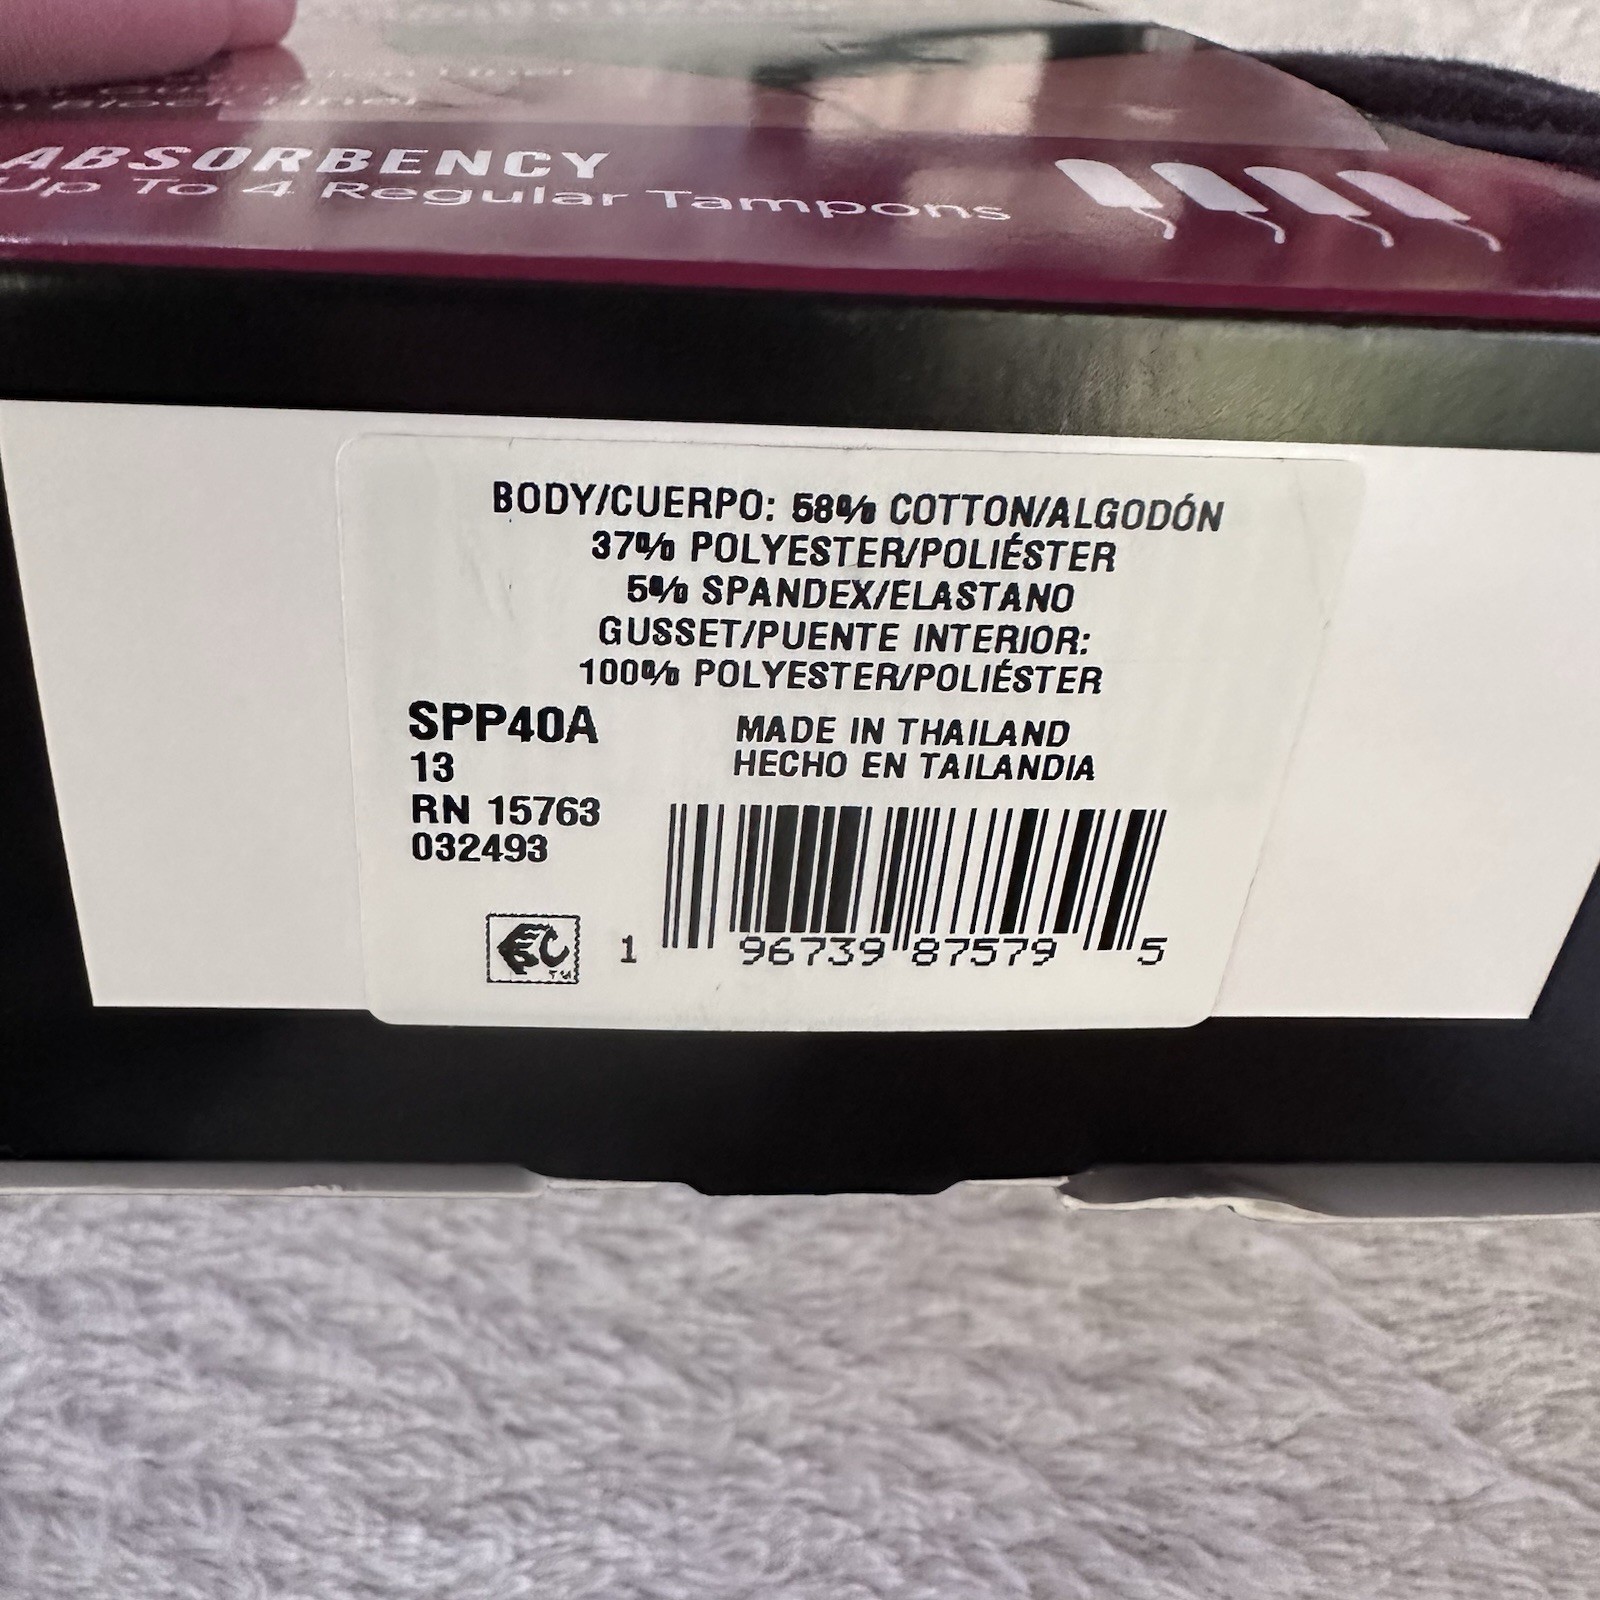 ABSORBENCY
Up To 4 Regular Tampons
BODY/CUERPO: 58% COTTON/ALGODÓN
37% POLYESTER/POLIÉSTER
5% SPANDEX/ELASTANO
GUSSET/PUENTE INTERIOR:
100% POLYESTER/POLIÉSTER
SPP40A
13
RN 15763
032493
MADE IN THAILAND
HECHO EN TAILANDIA
EC TM
1 96739 87579 5